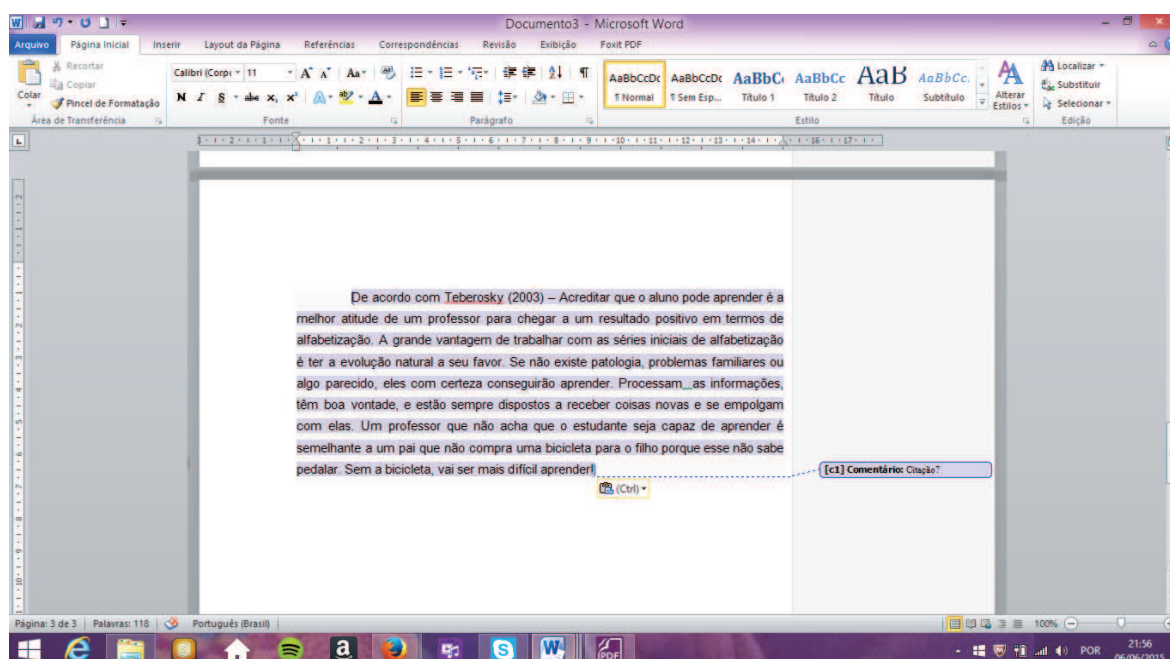 Documento3 - Microsoft Word
Arquivo Página Inicial Inserir Layout da Página Referências Correspondências Revisão Exibição Foxit PDF
Colar
Recortar
Copiar
Pincel de Formatação
Área de Transferência
Calibri (Corpo 11
N I S abe x, x²
Fonte
Parágrafo
AaBbCcDc AaBbCcDc AaBbC AaBbCc AaB AaBbCc.
¶ Normal ¶ Sem Esp... Título 1 Título 2 Título Subtítulo
Alterar Estilos
Estilo
Localizar
Substituir
Selecionar
Edição
De acordo com Teberosky (2003) – Acreditar que o aluno pode aprender é a
melhor atitude de um professor para chegar a um resultado positivo em termos de
alfabetização. A grande vantagem de trabalhar com as séries iniciais de alfabetização
é ter a evolução natural a seu favor. Se não existe patologia, problemas familiares ou
algo parecido, eles com certeza conseguirão aprender. Processam as informações,
têm boa vontade, e estão sempre dispostos a receber coisas novas e se empolgam
com elas. Um professor que não acha que o estudante seja capaz de aprender é
semelhante a um pai que não compra uma bicicleta para o filho porque esse não sabe
pedalar. Sem a bicicleta, vai ser mais difícil aprender!
[c1] Comentário: Citação?
(Ctrl)
Página: 3 de 3 Palavras: 118 Português (Brasil) 100%
POR 21:56
06/06/2015